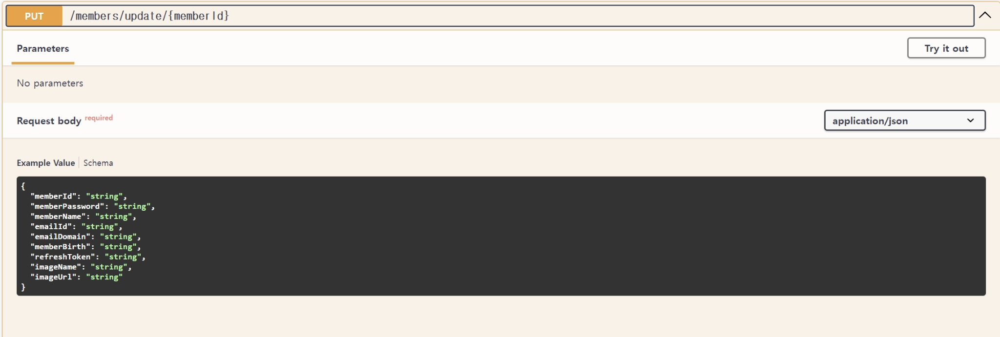 PUT /members/update/{memberId}
Parameters
Try it out
No parameters
Request body required
application/json
Example Value Schema
{
"memberId": "string",
"memberPassword": "string",
"memberName": "string",
"emailId": "string",
"emailDomain": "string",
"memberBirth": "string",
"refreshToken": "string",
"imageName": "string",
"imageUrl": "string"
}